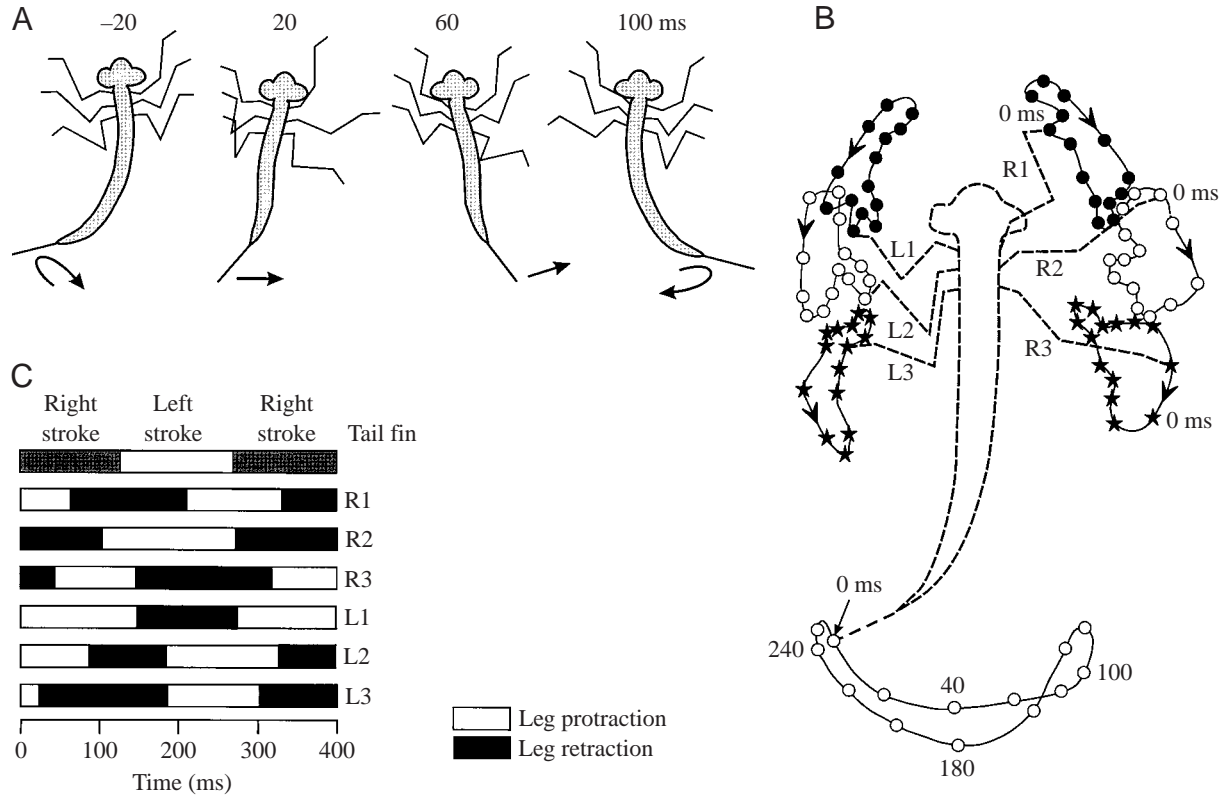 A
–20
20
60
100 ms
B
0 ms
R1
0 ms
L1
R2
L2
R3
L3
0 ms
0 ms
240
40
100
180
C
Right
stroke
Left
stroke
Right
stroke
Tail fin
R1
R2
R3
L1
L2
L3
0
100
200
300
400
Time (ms)
Leg protraction
Leg retraction